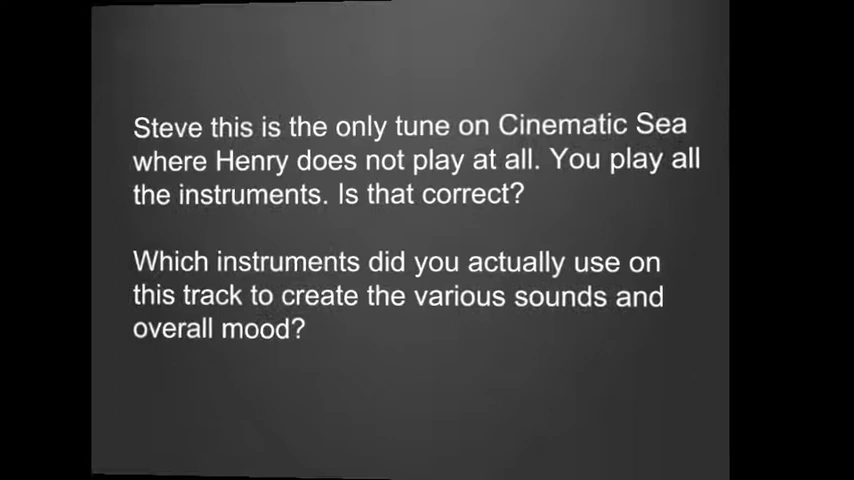 Steve this is the only tune on Cinematic Sea
where Henry does not play at all. You play all
the instruments. Is that correct?
Which instruments did you actually use on
this track to create the various sounds and
overall mood?